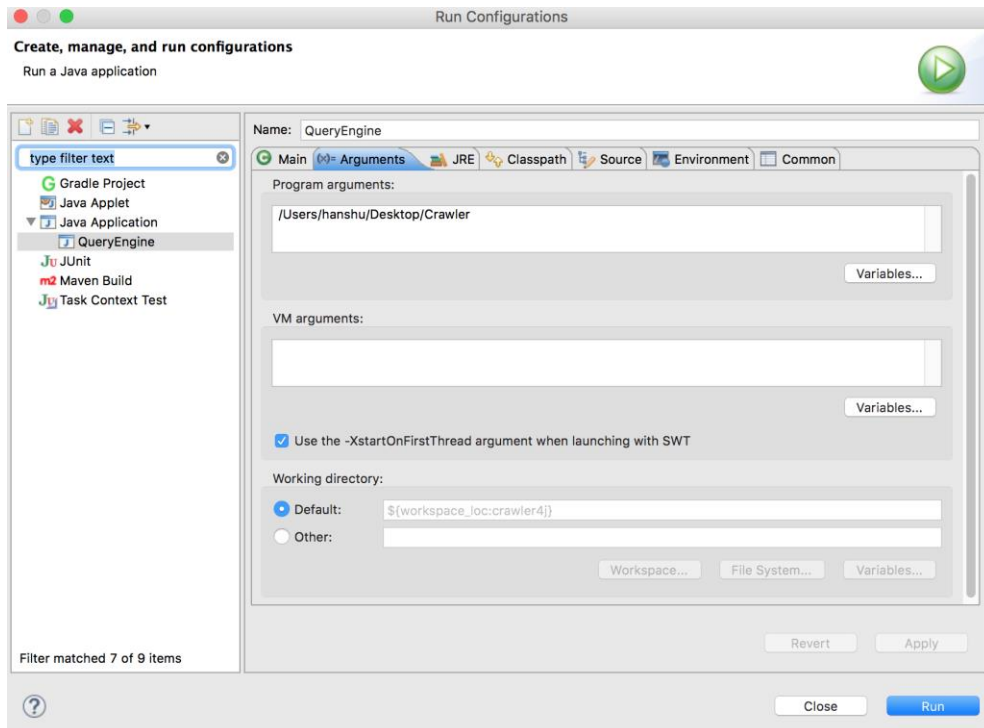 Run Configurations
Create, manage, and run configurations
Run a Java application
type filter text
Gradle Project
Java Applet
Java Application
QueryEngine
JUnit
Maven Build
Task Context Test
Filter matched 7 of 9 items
Name: QueryEngine
Main (x)= Arguments JRE Classpath Source Environment Common
Program arguments:
/Users/hanshu/Desktop/Crawler
Variables...
VM arguments:
Variables...
Use the -XstartOnFirstThread argument when launching with SWT
Working directory:
Default: ${workspace_loc:crawler4j}
Other:
Workspace... File System... Variables...
Revert Apply
? Close Run